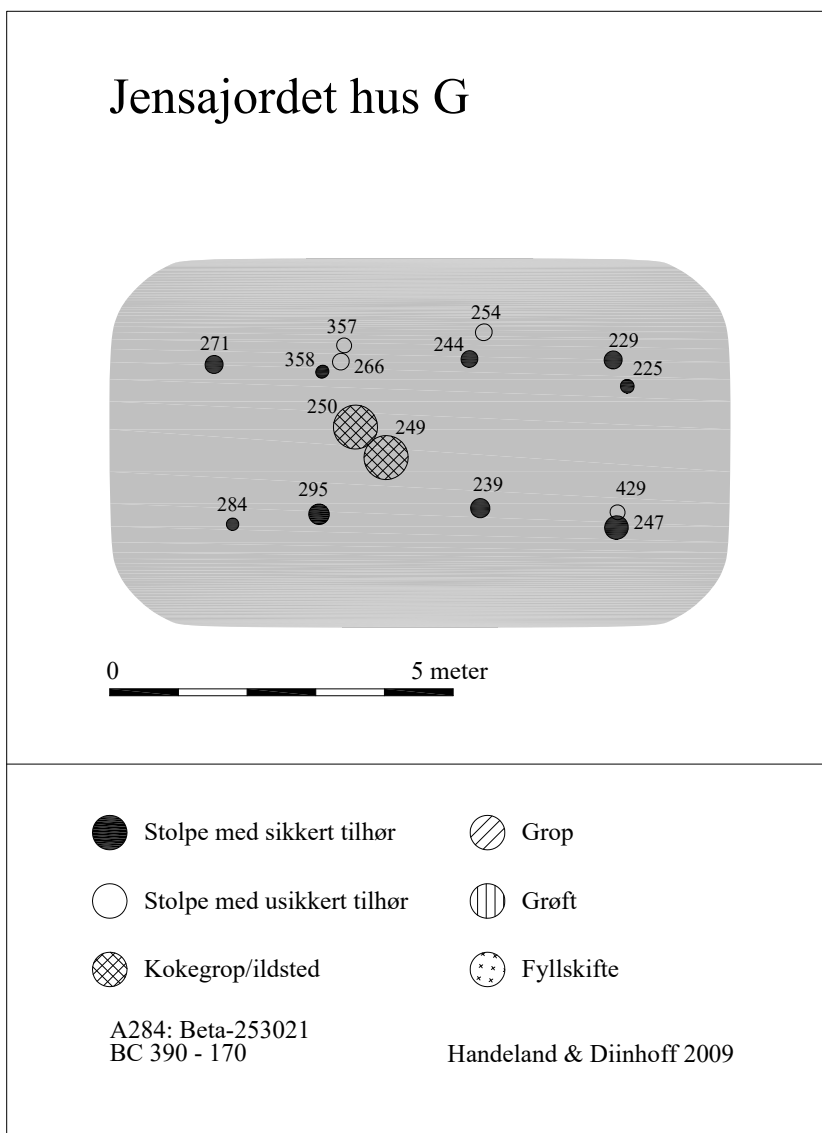 Jensajordet hus G
254
357
271
244
229
358
266
225
250
249
295
239
429
284
247
0 5 meter
Stolpe med sikkert tilhør
Grop
Stolpe med usikkert tilhør
Grøft
Kokegrop/ildsted
Fyllskifte
A284: Beta-253021
BC 390 - 170
Handeland & Diinhoff 2009